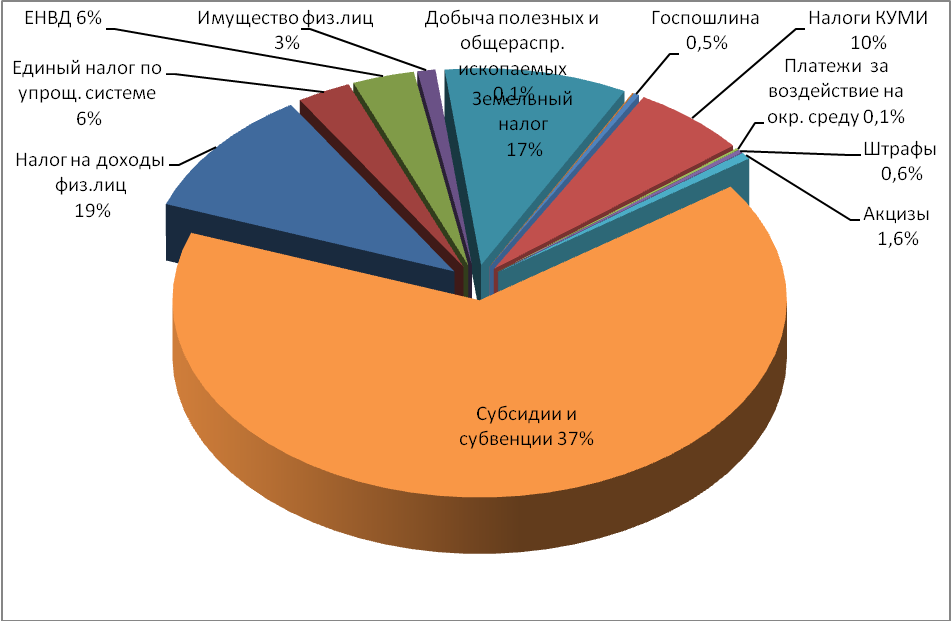 ЕНВД 6%
Имущество физ.лиц
3%
Добыча полезных и
общераспр.
ископаемых
0,1%
Госпошлина
0,5%
Налоги КУМИ
10%
Единый налог по
упрощ. системе
6%
Земельный
налог
17%
Платежи за
воздействие на
окр. среду 0,1%
Налог на доходы
физ.лиц
19%
Штрафы
0,6%
Акцизы
1,6%
Субсидии и
субвенции 37%